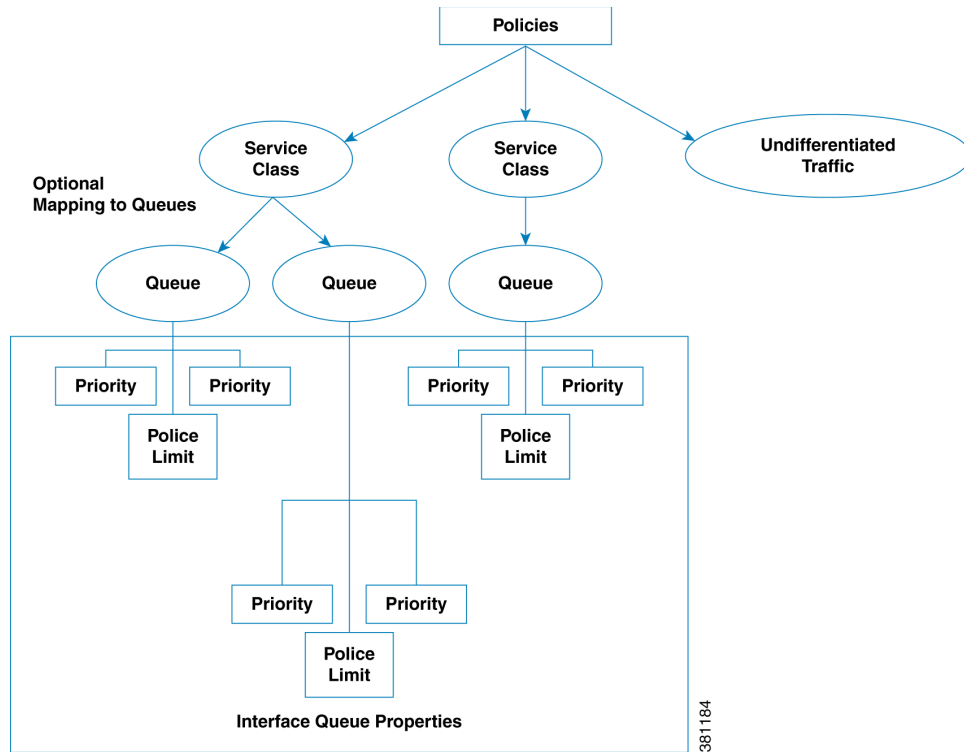 Policies
Service
Class
Service
Class
Undifferentiated
Traffic
Optional
Mapping to Queues
Queue
Queue
Queue
Priority
Priority
Priority
Priority
Police
Limit
Police
Limit
Priority
Priority
Police
Limit
Interface Queue Properties
381184